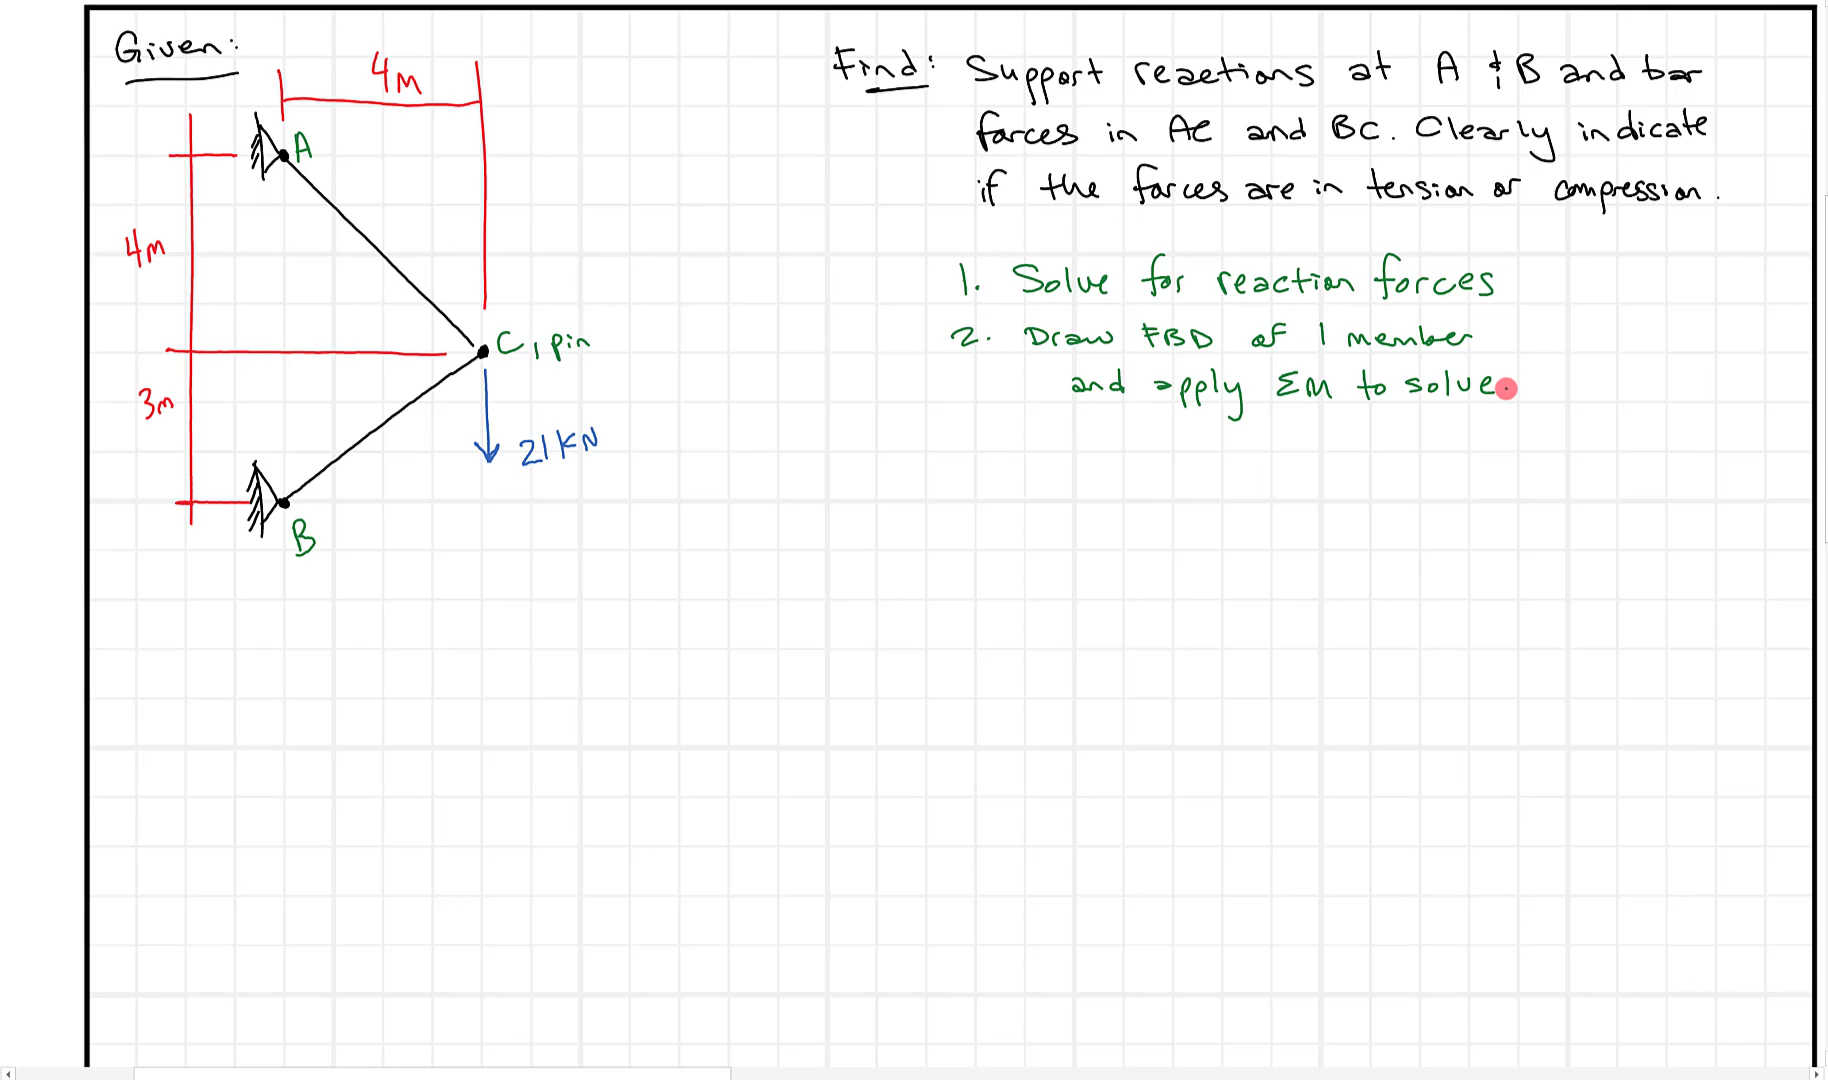 Given:
4m
A
4m
C, pin
3m
21 KN
B
Find: Support reactions at A & B and bar
forces in AC and BC. Clearly indicate
if the forces are in tension or compression.
1. Solve for reaction forces
2. Draw FBD of 1 member
and apply ΣM to solve